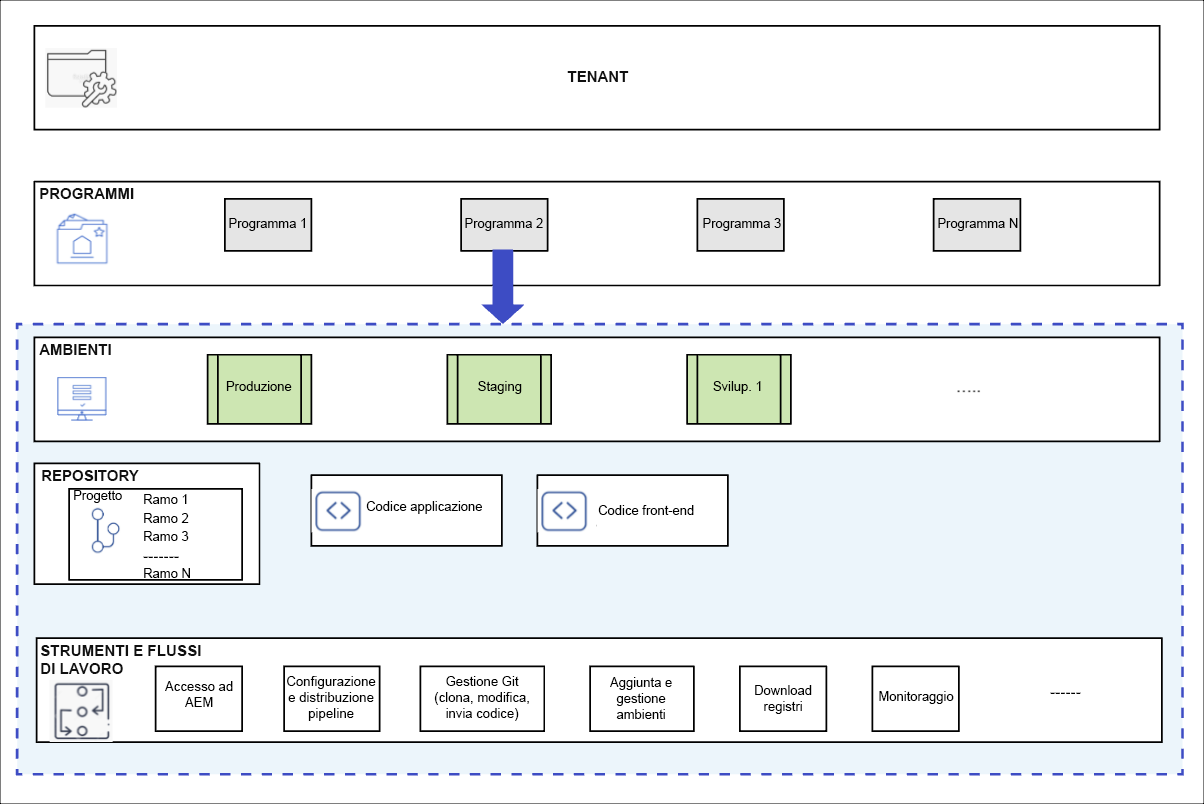 TENANT
PROGRAMMI
Programma 1
Programma 2
Programma 3
Programma N
AMBIENTI
Produzione
Staging
Svilup. 1
.....
REPOSITORY
Progetto
Ramo 1
Ramo 2
Ramo 3
-------
Ramo N
Codice applicazione
Codice front-end
STRUMENTI E FLUSSI
DI LAVORO
Accesso ad
AEM
Configurazione
e distribuzione
pipeline
Gestione Git
(clona, modifica,
invia codice)
Aggiunta e
gestione
ambienti
Download
registri
Monitoraggio
------